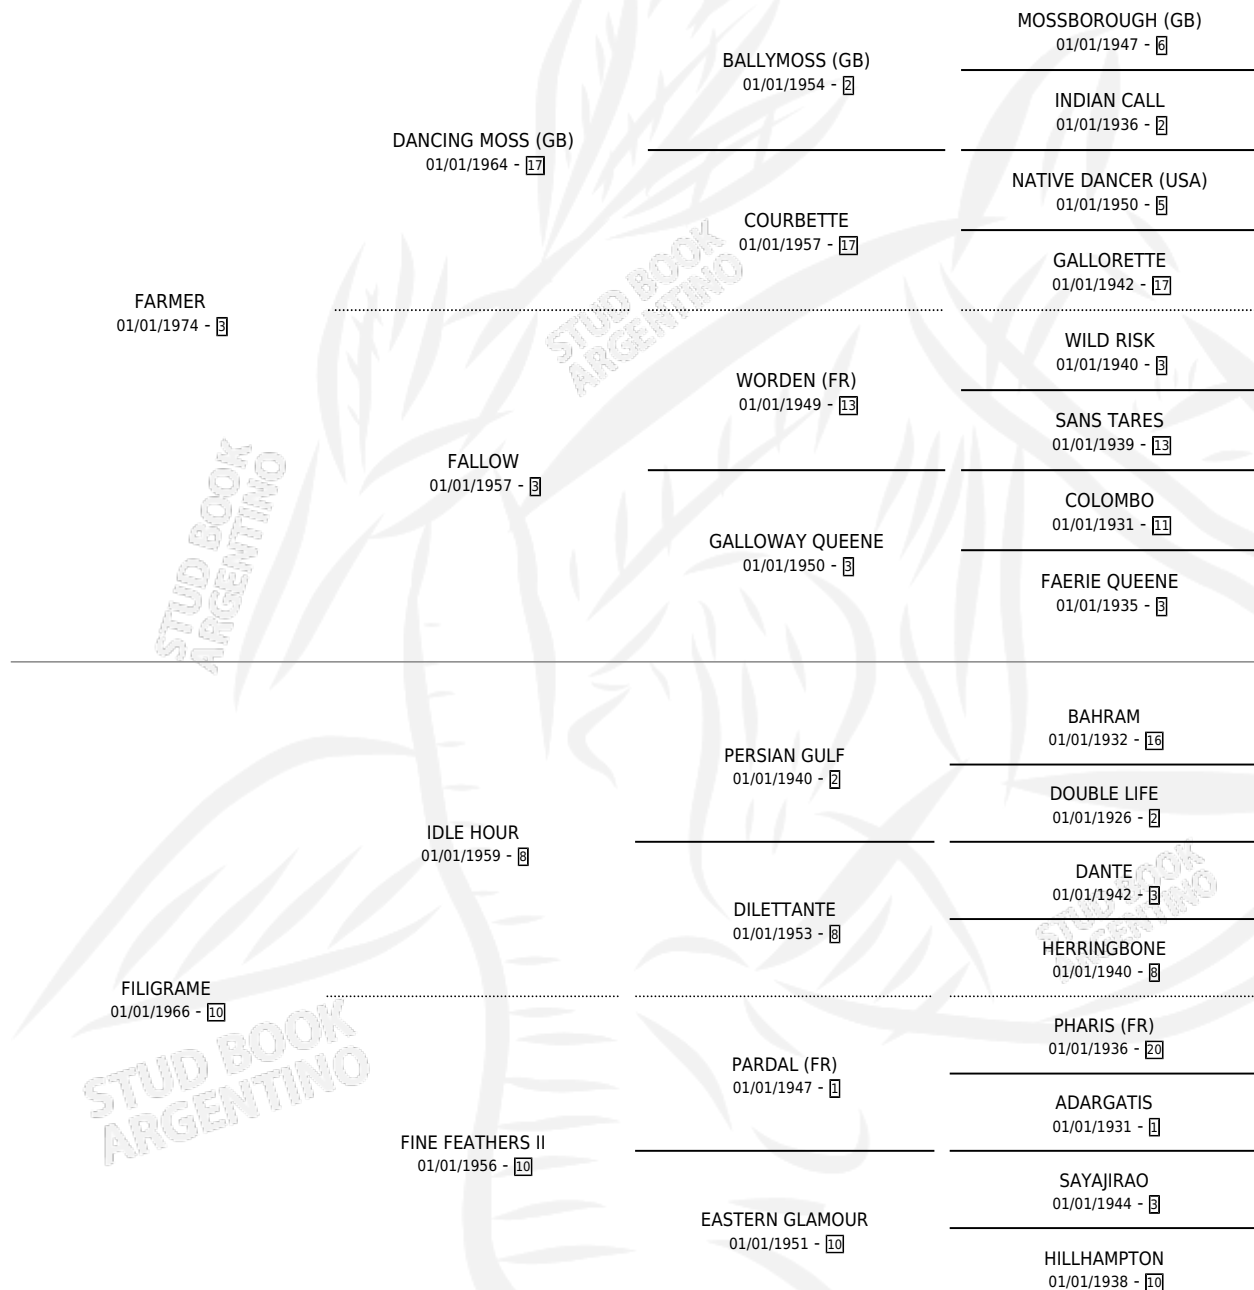 MOSSBOROUGH (GB)
01/01/1947 - 6
BALLYMOSS (GB)
01/01/1954 - 2
INDIAN CALL
01/01/1936 - 2
DANCING MOSS (GB)
01/01/1964 - 17
NATIVE DANCER (USA)
01/01/1950 - 5
COURBETTE
01/01/1957 - 17
GALLORETTE
01/01/1942 - 17
FARMER
01/01/1974 - 3
WILD RISK
01/01/1940 - 3
WORDEN (FR)
01/01/1949 - 13
SANS TARES
01/01/1939 - 13
FALLOW
01/01/1957 - 3
COLOMBO
01/01/1931 - 11
GALLOWAY QUEENE
01/01/1950 - 3
FAERIE QUEENE
01/01/1935 - 3
BAHRAM
01/01/1932 - 16
PERSIAN GULF
01/01/1940 - 2
DOUBLE LIFE
01/01/1926 - 2
IDLE HOUR
01/01/1959 - 8
DANTE
01/01/1942 - 3
DILETTANTE
01/01/1953 - 8
HERRINGBONE
01/01/1940 - 8
FILIGRAME
01/01/1966 - 10
PHARIS (FR)
01/01/1936 - 20
PARDAL (FR)
01/01/1947 - 1
ADARGATIS
01/01/1931 - 1
FINE FEATHERS II
01/01/1956 - 10
SAYAJIRAO
01/01/1944 - 3
EASTERN GLAMOUR
01/01/1951 - 10
HILLHAMPTON
01/01/1938 - 10
STUD BOOK
ARGENTINO
STUD BOOK
ARGENTINO
STUD BOOK
ARGENTINO
STUD BOOK
ARGENTINO